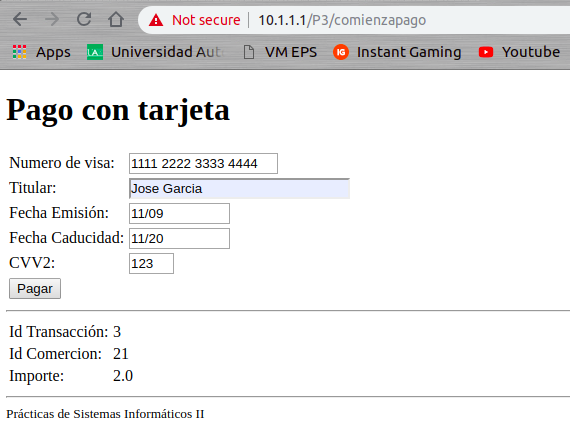 Not secure | 10.1.1.1/P3/comienzapago
Apps UA. Universidad Aut VM EPS IG Instant Gaming Youtube
Pago con tarjeta
Numero de visa: 1111 2222 3333 4444
Titular: Jose Garcia
Fecha Emisión: 11/09
Fecha Caducidad: 11/20
CVV2: 123
Pagar
Id Transacción: 3
Id Comercion: 21
Importe: 2.0
Prácticas de Sistemas Informáticos II